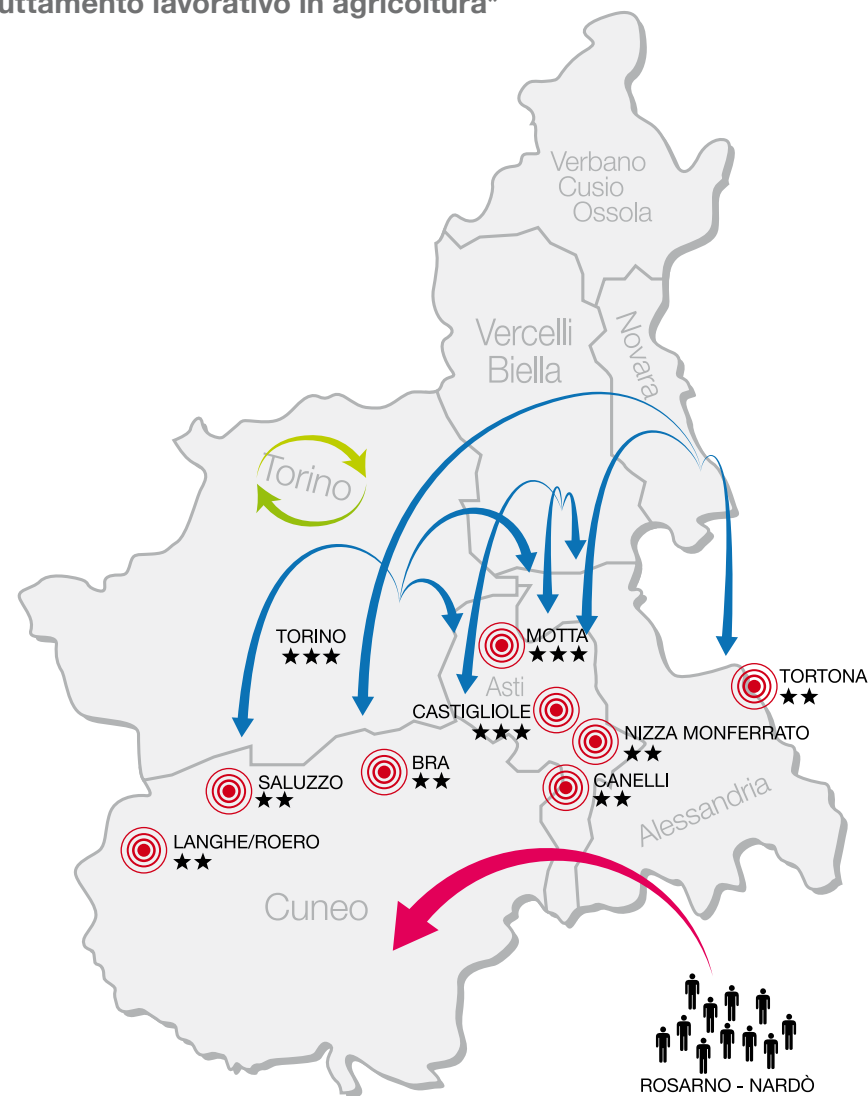 uttamento lavorativo in agricoltura"
Verbano
Cusio
Ossola
Vercelli
Biella
Novara
Torino
TORINO
★★★
MOTTA
★★★
Asti
TORTONA
★★
CASTIGLIOLE
★★★
NIZZA MONFERRATO
★★
BRA
★★
SALUZZO
★★
CANELLI
★★
Alessandria
LANGHE/ROERO
★★
Cuneo
ROSARNO - NARDÒ